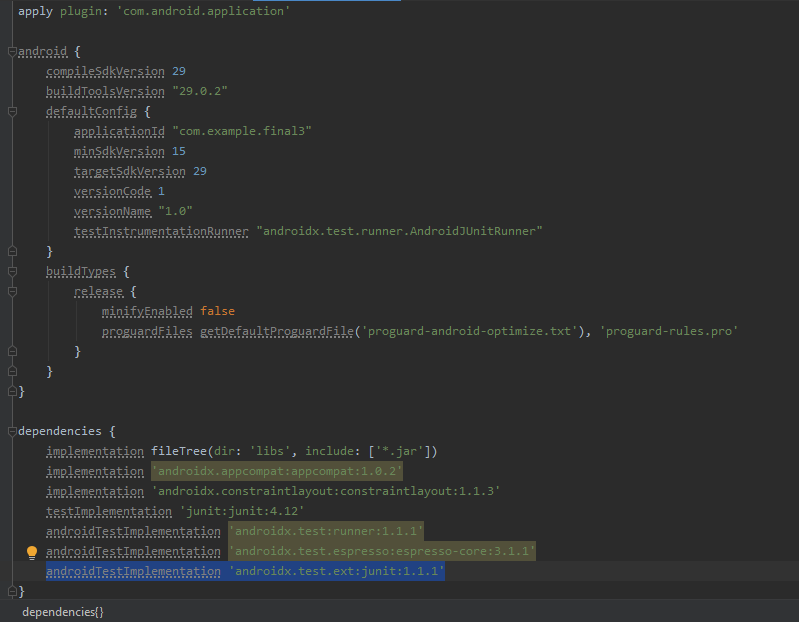 apply plugin: 'com.android.application'
android {
compileSdkVersion 29
buildToolsVersion "29.0.2"
defaultConfig {
applicationId "com.example.final3"
minSdkVersion 15
targetSdkVersion 29
versionCode 1
versionName "1.0"
testInstrumentationRunner "androidx.test.runner.AndroidJUnitRunner"
}
buildTypes {
release {
minifyEnabled false
proguardFiles getDefaultProguardFile('proguard-android-optimize.txt'), 'proguard-rules.pro'
}
}
}
dependencies {
implementation fileTree(dir: 'libs', include: ['*.jar'])
implementation 'androidx.appcompat:appcompat:1.0.2'
implementation 'androidx.constraintlayout:constraintlayout:1.1.3'
testImplementation 'junit:junit:4.12'
androidTestImplementation 'androidx.test:runner:1.1.1'
androidTestImplementation 'androidx.test.espresso:espresso-core:3.1.1'
androidTestImplementation 'androidx.test.ext:junit:1.1.1'
}
dependencies{}